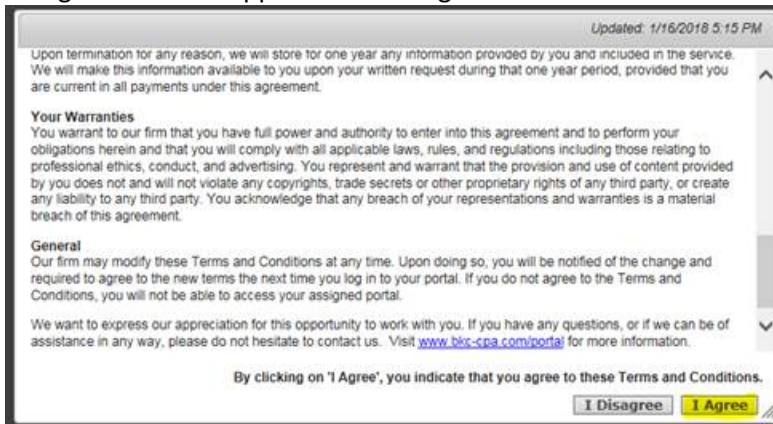 Updated: 1/16/2018 5:15 PM
Upon termination for any reason, we will store for one year any information provided by you and included in the service.
We will make this information available to you upon your written request during that one year period, provided that you
are current in all payments under this agreement.
Your Warranties
You warrant to our firm that you have full power and authority to enter into this agreement and to perform your
obligations herein and that you will comply with all applicable laws, rules, and regulations including those relating to
professional ethics, conduct, and advertising. You represent and warrant that the provision and use of content provided
by you does not and will not violate any copyrights, trade secrets or other proprietary rights of any third party, or create
any liability to any third party. You acknowledge that any breach of your representations and warranties is a material
breach of this agreement.
General
Our firm may modify these Terms and Conditions at any time. Upon doing so, you will be notified of the change and
required to agree to the new terms the next time you log in to your portal. If you do not agree to the Terms and
Conditions, you will not be able to access your assigned portal.
We want to express our appreciation for this opportunity to work with you. If you have any questions, or if we can be of
assistance in any way, please do not hesitate to contact us. Visit www.bkc-cpa.com/portal for more information.
By clicking on 'I Agree', you indicate that you agree to these Terms and Conditions.
I Disagree I Agree